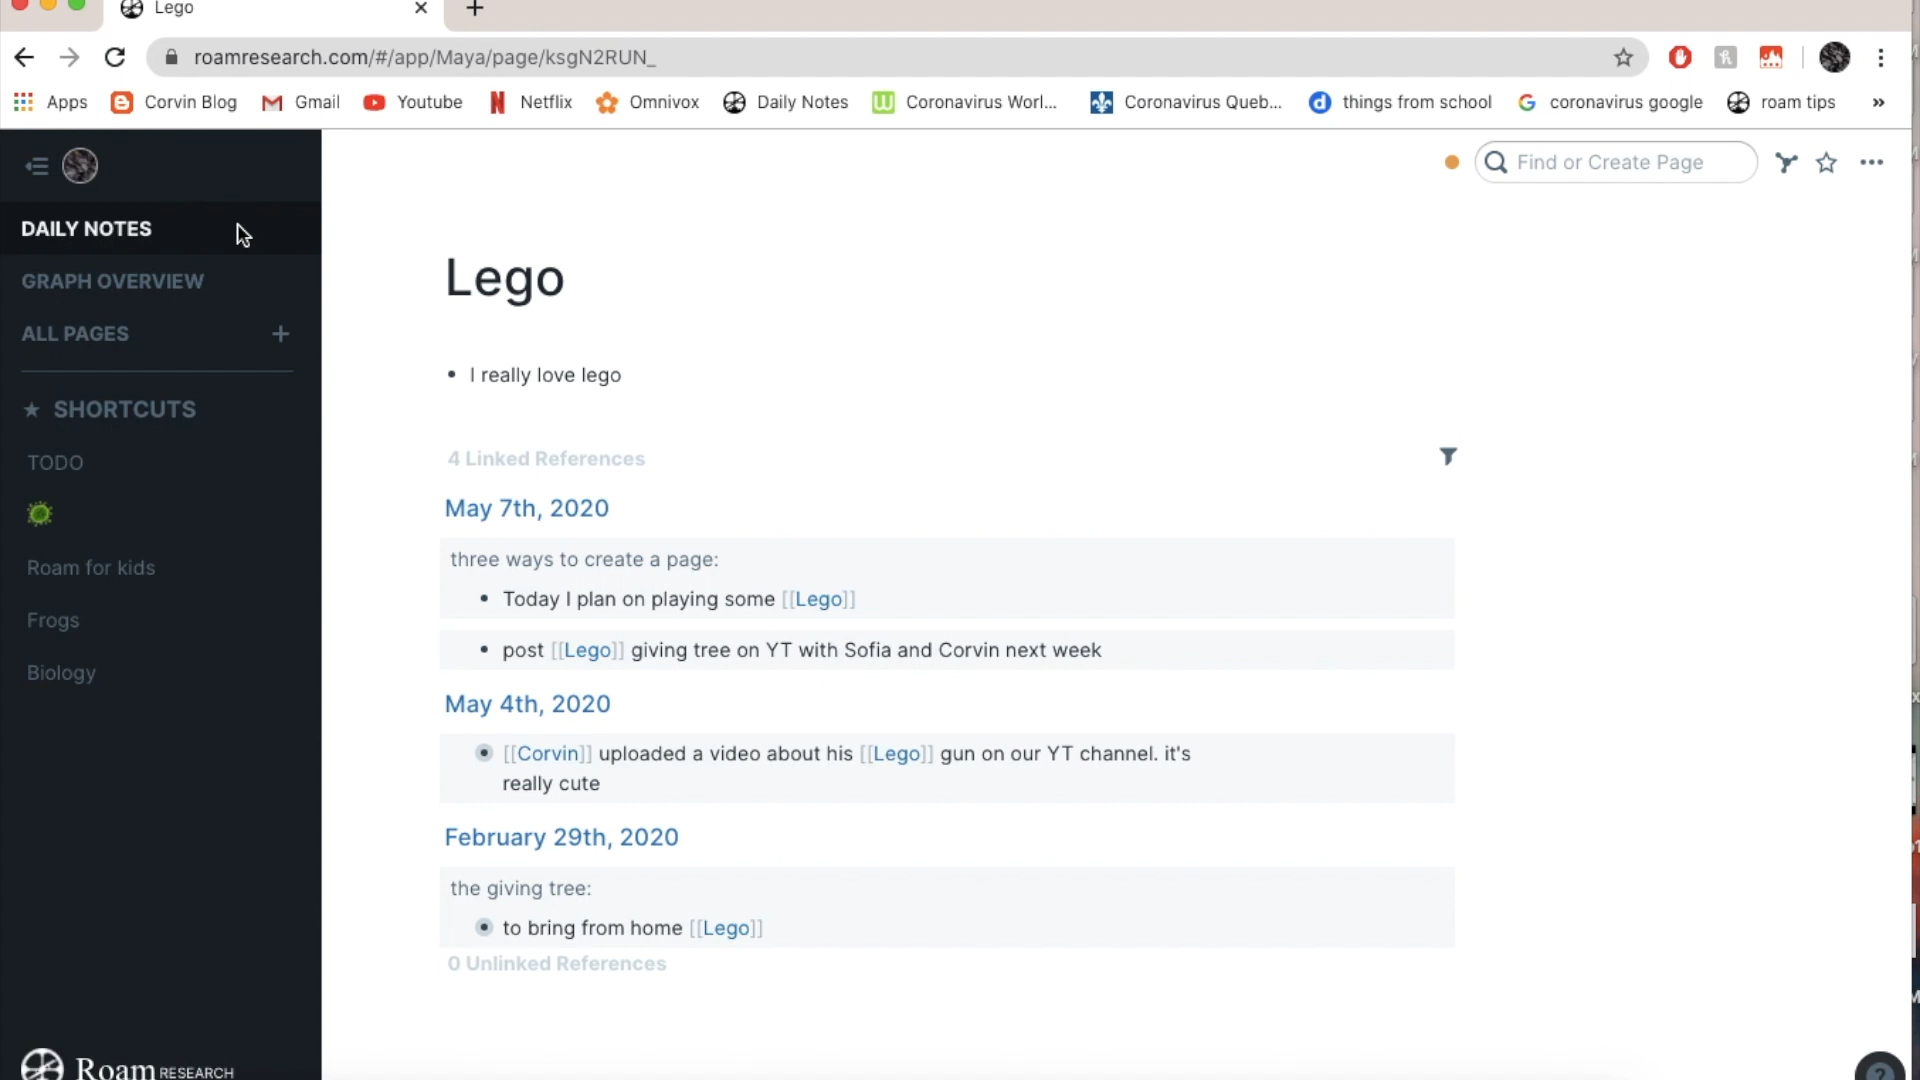 Lego
roamresearch.com/#/app/Maya/page/ksgN2RUN_
Apps Corvin Blog Gmail Youtube Netflix Omnivox Daily Notes Coronavirus Worl... Coronavirus Queb... things from school coronavirus google roam tips »
Find or Create Page
DAILY NOTES
GRAPH OVERVIEW
ALL PAGES +
SHORTCUTS
TODO
Roam for kids
Frogs
Biology
Roam RESEARCH
Lego
• I really love lego
4 Linked References
May 7th, 2020
three ways to create a page:
• Today I plan on playing some [[Lego]]
• post [[Lego]] giving tree on YT with Sofia and Corvin next week
May 4th, 2020
• [[Corvin]] uploaded a video about his [[Lego]] gun on our YT channel. it's
really cute
February 29th, 2020
the giving tree:
• to bring from home [[Lego]]
0 Unlinked References
?